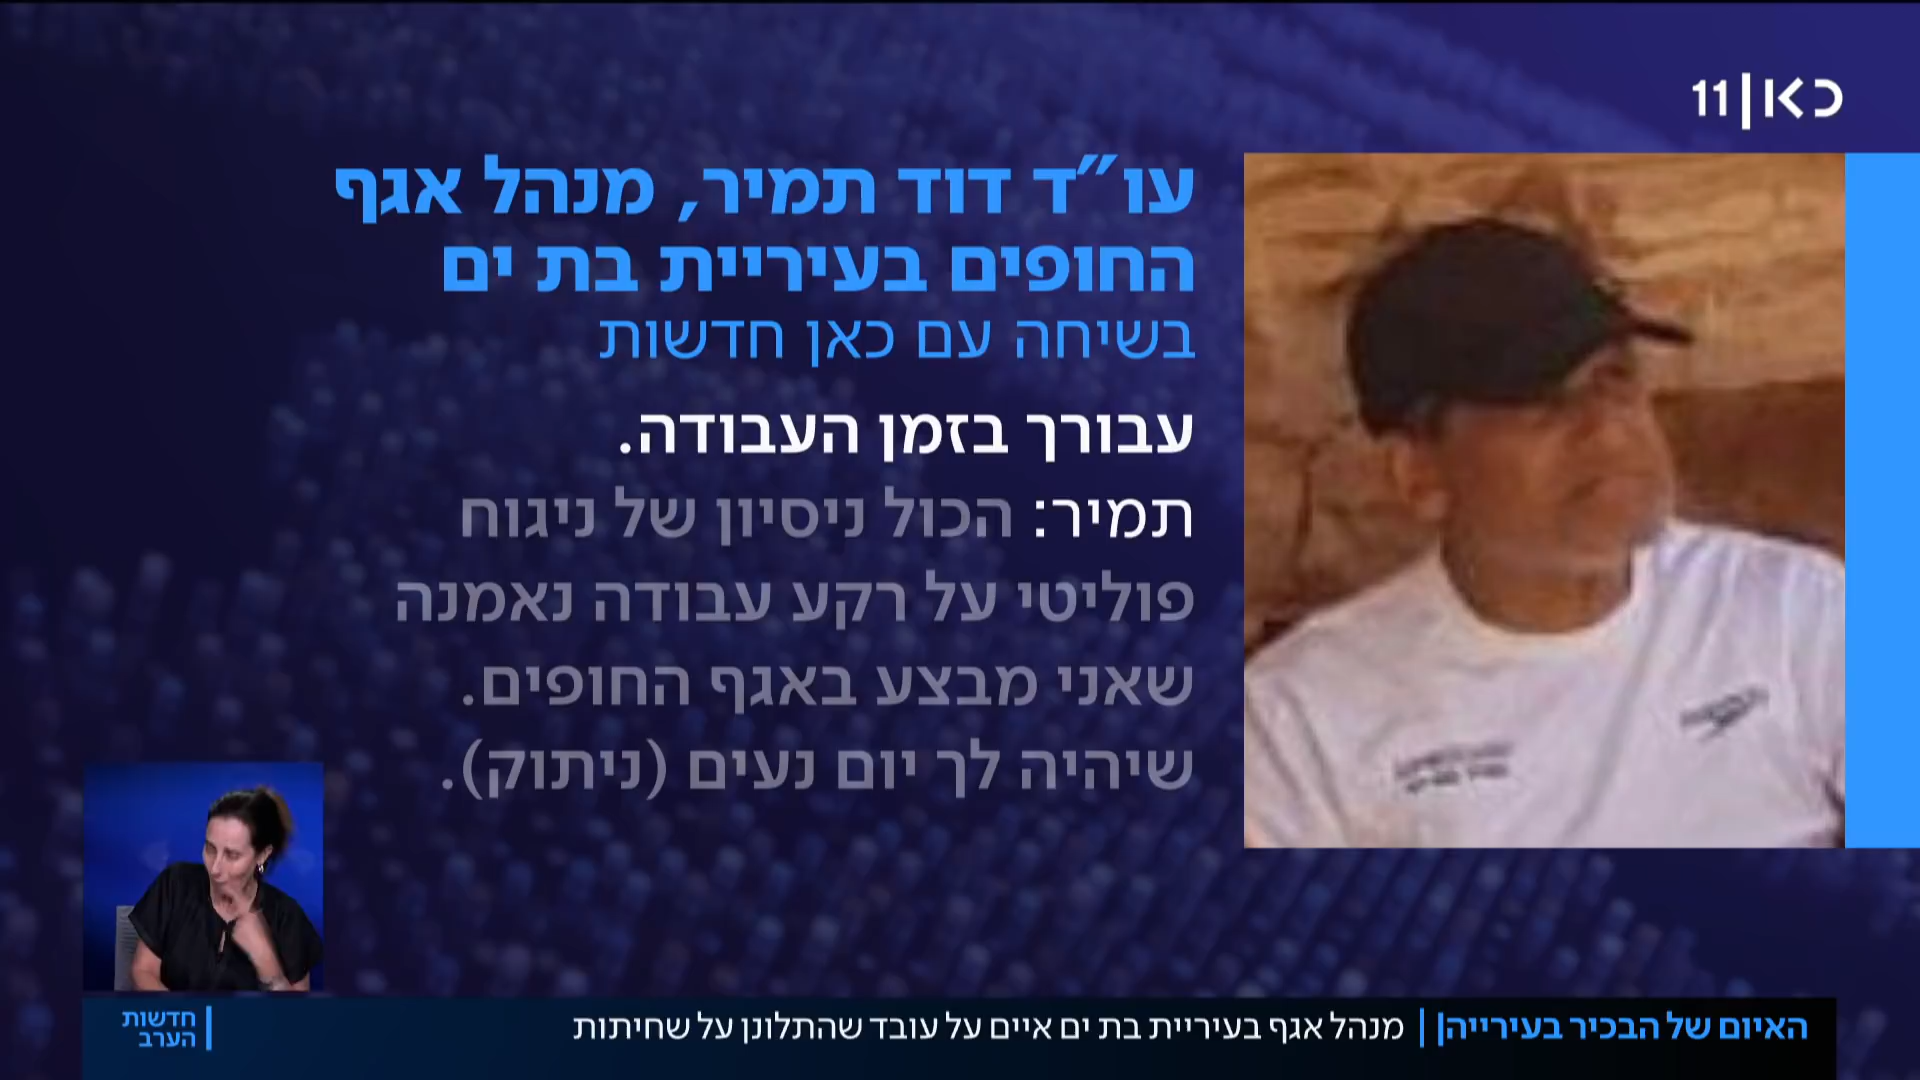 כאן 11
עו״ד דוד תמיר, מנהל אגף
החופים בעיריית בת ים
בשיחה עם כאן חדשות
עבורך בזמן העבודה.
תמיר: הכול ניסיון של ניגוח
פוליטי על רקע עבודה נאמנה
שאני מבצע באגף החופים.
שיהיה לך יום נעים (ניתוק).
האיום של הבכיר בעירייה| | מנהל אגף בעיריית בת ים איים על עובד שהתלונן על שחיתות
חדשות
הערב